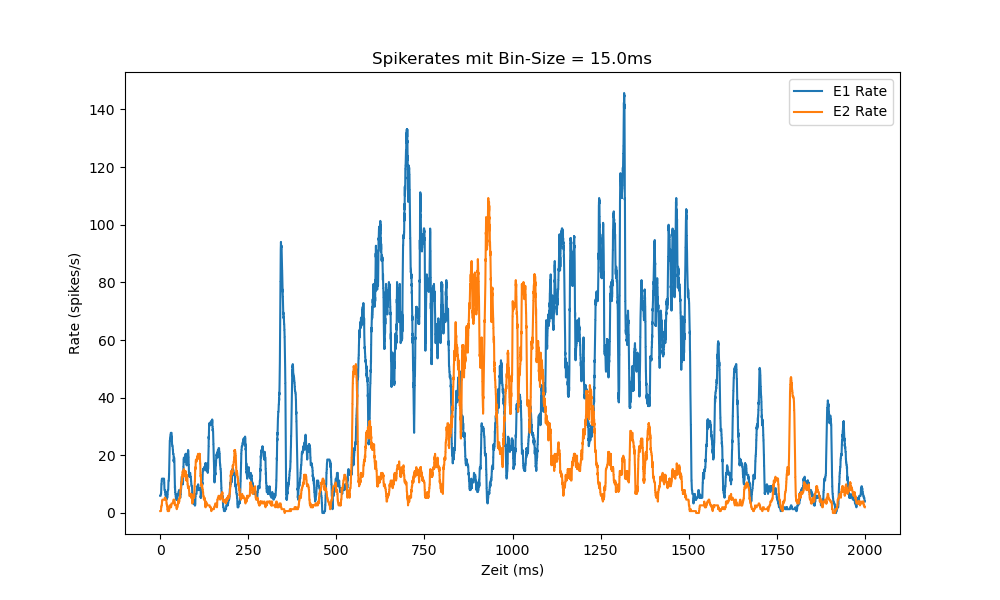 Spikerates mit Bin-Size = 15.0ms
E1 Rate
E2 Rate
140
120
100
80
60
40
20
0
Rate (spikes/s)
0 250 500 750 1000 1250 1500 1750 2000
Zeit (ms)